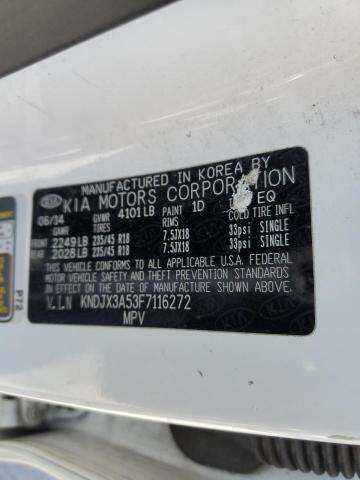 MANUFACTURED IN KOREA BY
KIA KIA MOTORS CORPORATION
06/14 GVWR 4101LB PAINT 1D EQ
GAWR TIRES RIMS COLD TIRE INFL
FRONT 2249LB 235/45 R18 7.5JX18 33psi SINGLE
REAR 2028LB 235/45 R18 7.5JX18 33psi SINGLE
THIS VEHICLE CONFORMS TO ALL APPLICABLE U.S.A. FEDERAL
MOTOR VEHICLE SAFETY AND THEFT PREVENTION STANDARDS
IN EFFECT ON THE DATE OF MANUFACTURE SHOWN ABOVE.
V.I.N KNDJX3A53F7116272
MPV
P72